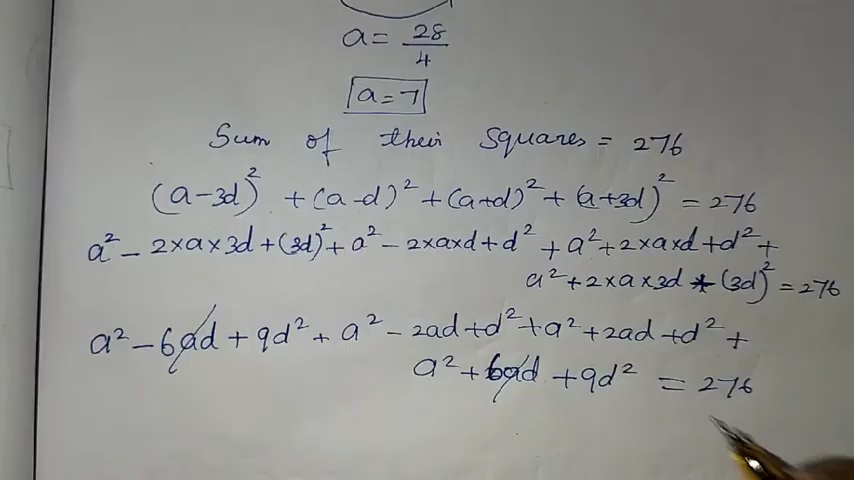 a = 28/4
a = 7
Sum of their squares = 276
(a-3d)² + (a-d)² + (a+d)² + (a+3d)² = 276
a² - 2×a×3d + (3d)² + a² - 2×a×d + d² + a² + 2×a×d + d² +
a² + 2×a×3d + (3d)² = 276
a² - 6ad + 9d² + a² - 2ad + d² + a² + 2ad + d² +
a² + 6ad + 9d² = 276